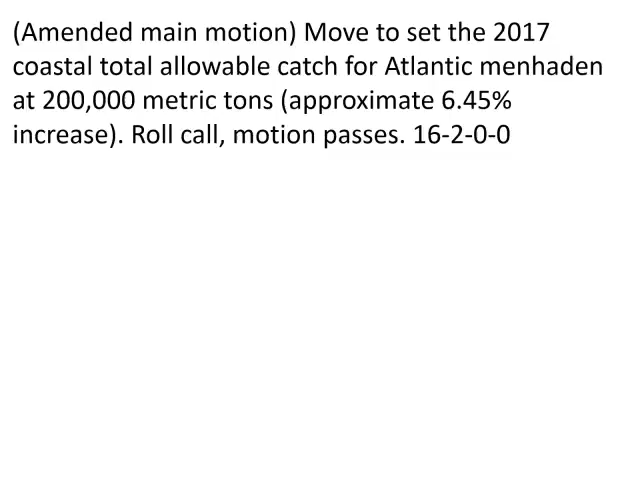 (Amended main motion) Move to set the 2017
coastal total allowable catch for Atlantic menhaden
at 200,000 metric tons (approximate 6.45%
increase). Roll call, motion passes. 16-2-0-0